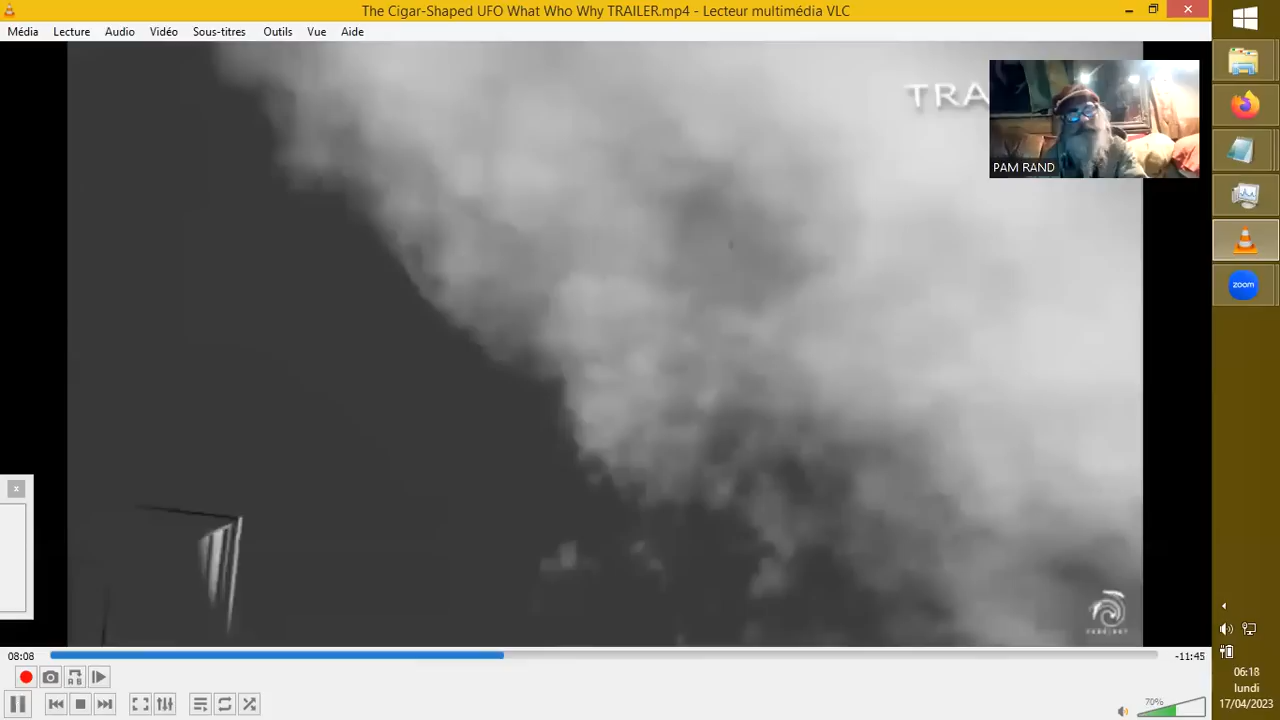 The Cigar-Shaped UFO What Who Why TRAILER.mp4 - Lecteur multimédia VLC
Média Lecture Audio Vidéo Sous-titres Outils Vue Aide
TRA
PAM RAND
zoom
08:08
-11:45
06:18
lundi
17/04/2023
70%